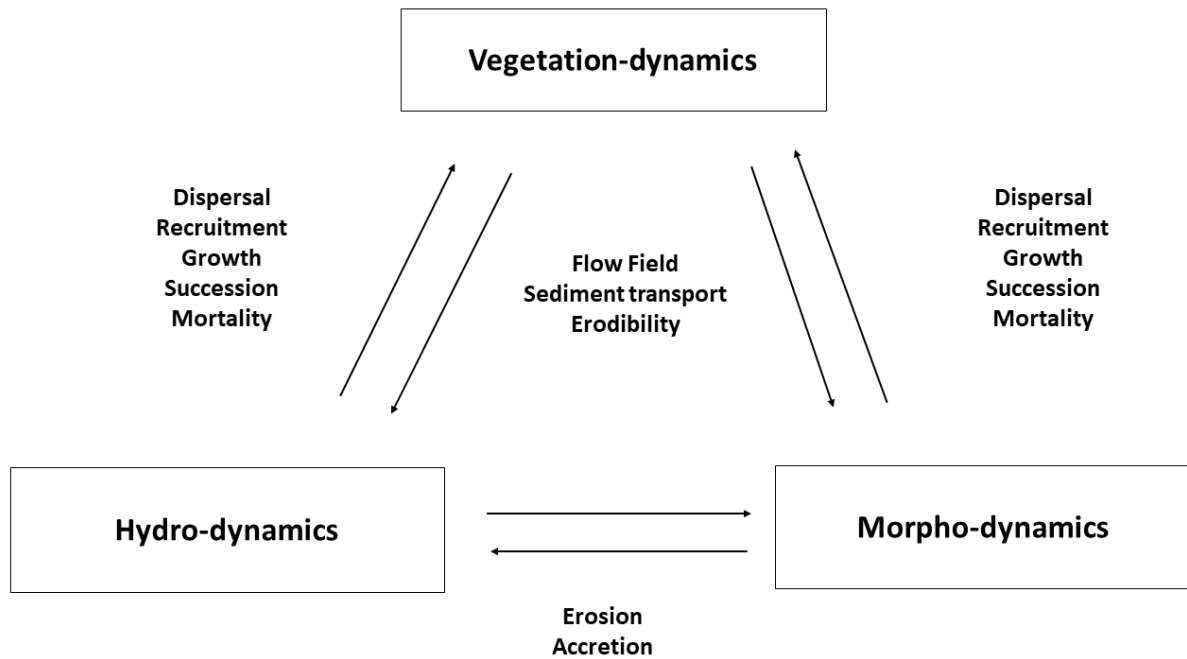 Vegetation-dynamics
Dispersal
Recruitment
Growth
Succession
Mortality
Flow Field
Sediment transport
Erodibility
Dispersal
Recruitment
Growth
Succession
Mortality
Hydro-dynamics
Morpho-dynamics
Erosion
Accretion